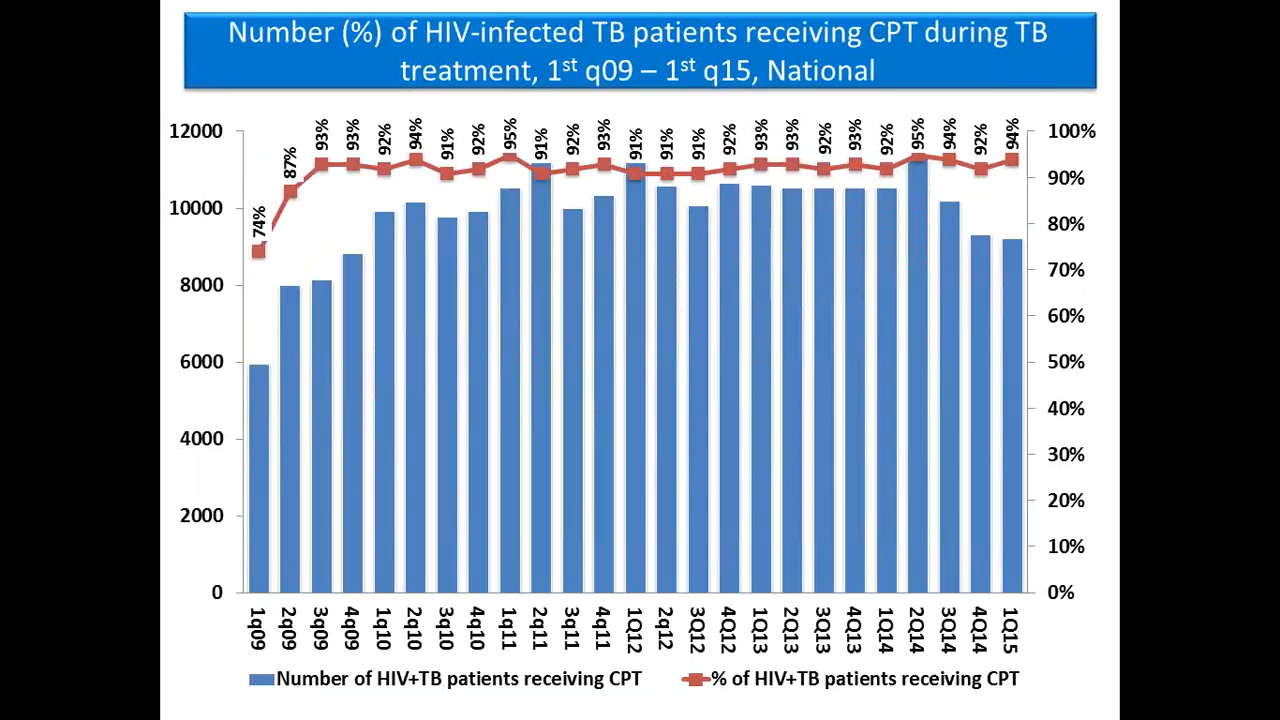 Number (%) of HIV-infected TB patients receiving CPT during TB
treatment, 1st q09 – 1st q15, National
12000
10000
8000
6000
4000
2000
0
74%
87%
93%
93%
92%
94%
91%
92%
95%
91%
92%
93%
91%
91%
91%
92%
93%
93%
92%
93%
92%
95%
94%
92%
94%
100%
90%
80%
70%
60%
50%
40%
30%
20%
10%
0%
1q09
2q09
3q09
4q09
1q10
2q10
3q10
4q10
1q11
2q11
3q11
4q11
1Q12
2q12
3Q12
4Q12
1Q13
2Q13
3Q13
4Q13
1Q14
2Q14
3Q14
4Q14
1Q15
Number of HIV+TB patients receiving CPT
% of HIV+TB patients receiving CPT